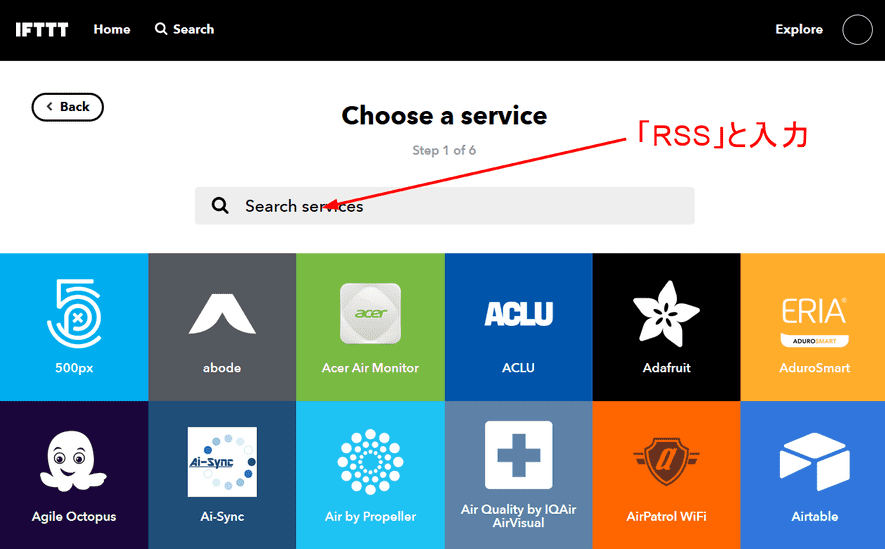 IFTTT Home Search Explore
Back
Choose a service
Step 1 of 6
「RSS」と入力
Search services
5
acer
ACLU
ERIA®
ADUROSMART
500px abode Acer Air Monitor ACLU Adafruit AduroSmart
Ai-Sync
Agile Octopus Ai-Sync Air by Propeller Air Quality by IQAir AirVisual AirPatrol WiFi Airtable